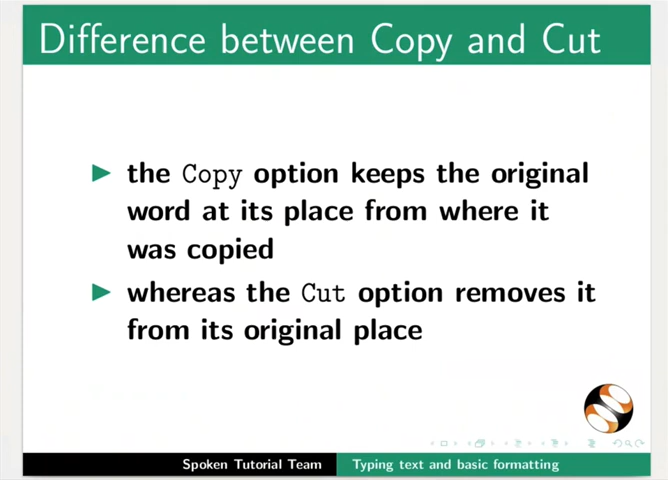 Difference between Copy and Cut
the Copy option keeps the original
word at its place from where it
was copied
whereas the Cut option removes it
from its original place
Spoken Tutorial Team
Typing text and basic formatting